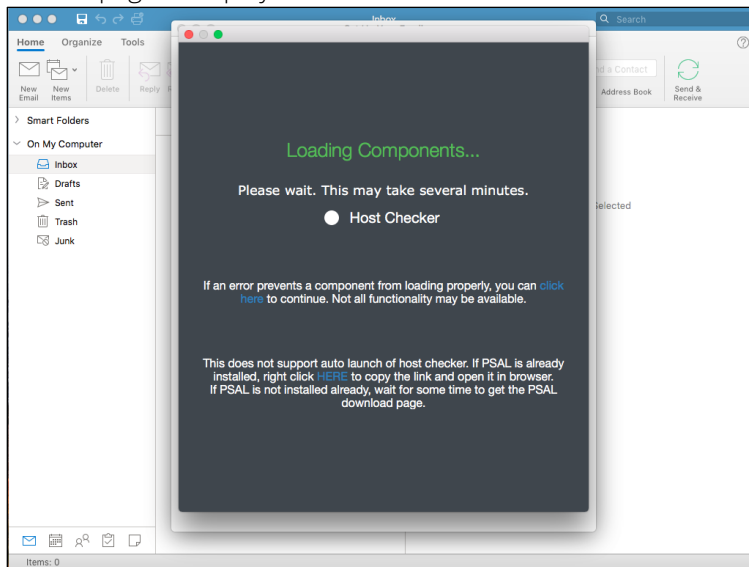 Inbox
Search
Home Organize Tools
New Email
New Items
Delete
Reply
d a Contact
Address Book
Send & Receive
Smart Folders
On My Computer
Inbox
Drafts
Sent
Trash
Junk
Selected
Loading Components...
Please wait. This may take several minutes.
Host Checker
If an error prevents a component from loading properly, you can click
here to continue. Not all functionality may be available.
This does not support auto launch of host checker. If PSAL is already
installed, right click HERE to copy the link and open it in browser.
If PSAL is not installed already, wait for some time to get the PSAL
download page.
Items: 0